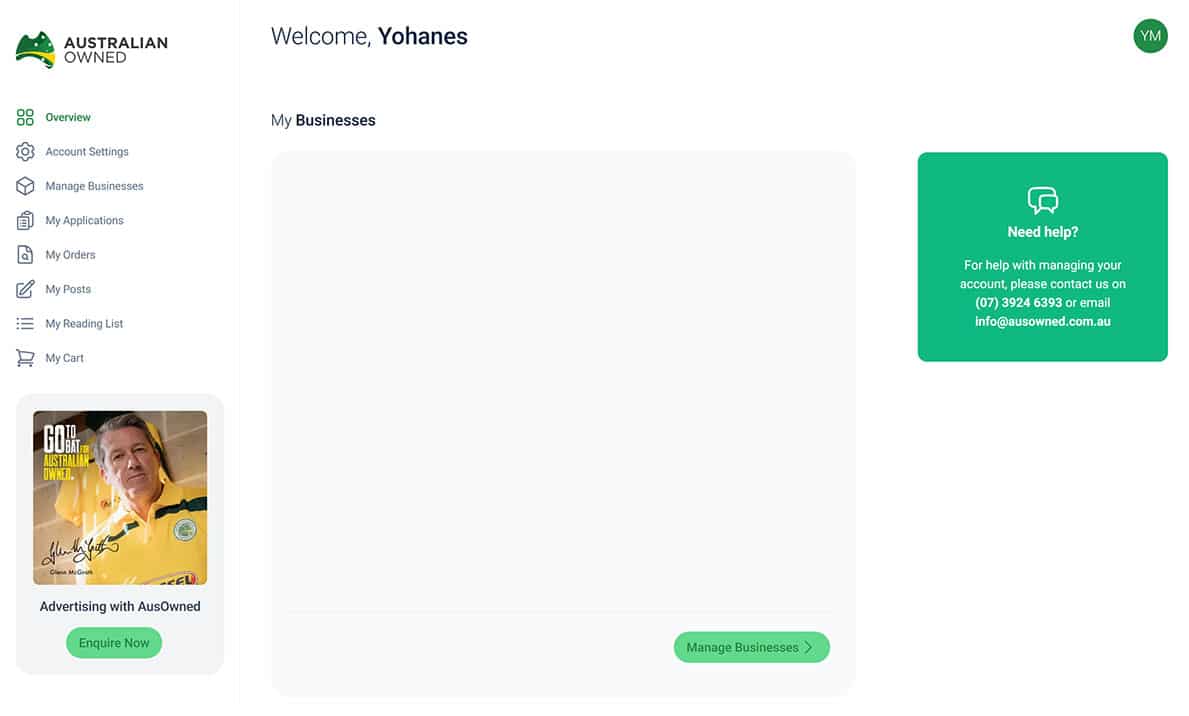 AUSTRALIAN
OWNED
Overview
Account Settings
Manage Businesses
My Applications
My Orders
My Posts
My Reading List
My Cart
GO TO
BAT FOR
AUSTRALIAN
OWNED.
Glenn McGrath
Advertising with AusOwned
Enquire Now
Welcome, Yohanes
YM
My Businesses
Manage Businesses
Need help?
For help with managing your
account, please contact us on
(07) 3924 6393 or email
info@ausowned.com.au